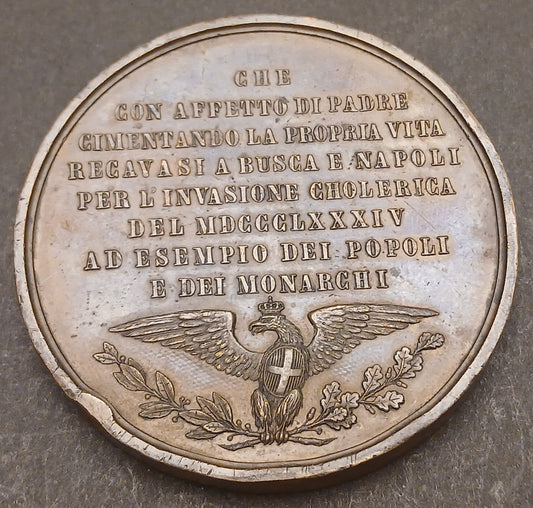 CHE
CON AFFETTO DI PADRE
CIMENTANDO LA PROPRIA VITA
RECAVASI A BUSCA E NAPOLI
PER L'INVASIONE CHOLERICA
DEL MDCCCLXXXIV
AD ESEMPIO DEI POPOLI
E DEI MONARCHI